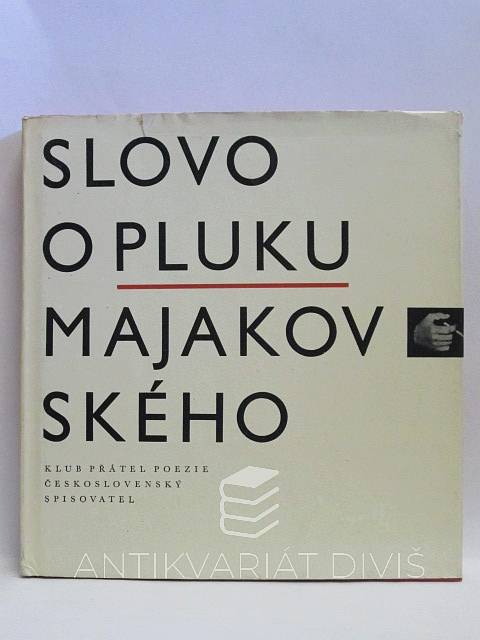 SLOVO
O PLUKU
MAJAKOV
SKÉHO
KLUB PŘÁTEL POEZIE
ČESKOSLOVENSKÝ
SPISOVATEL
ANTIKVARIÁT DIVIŠ